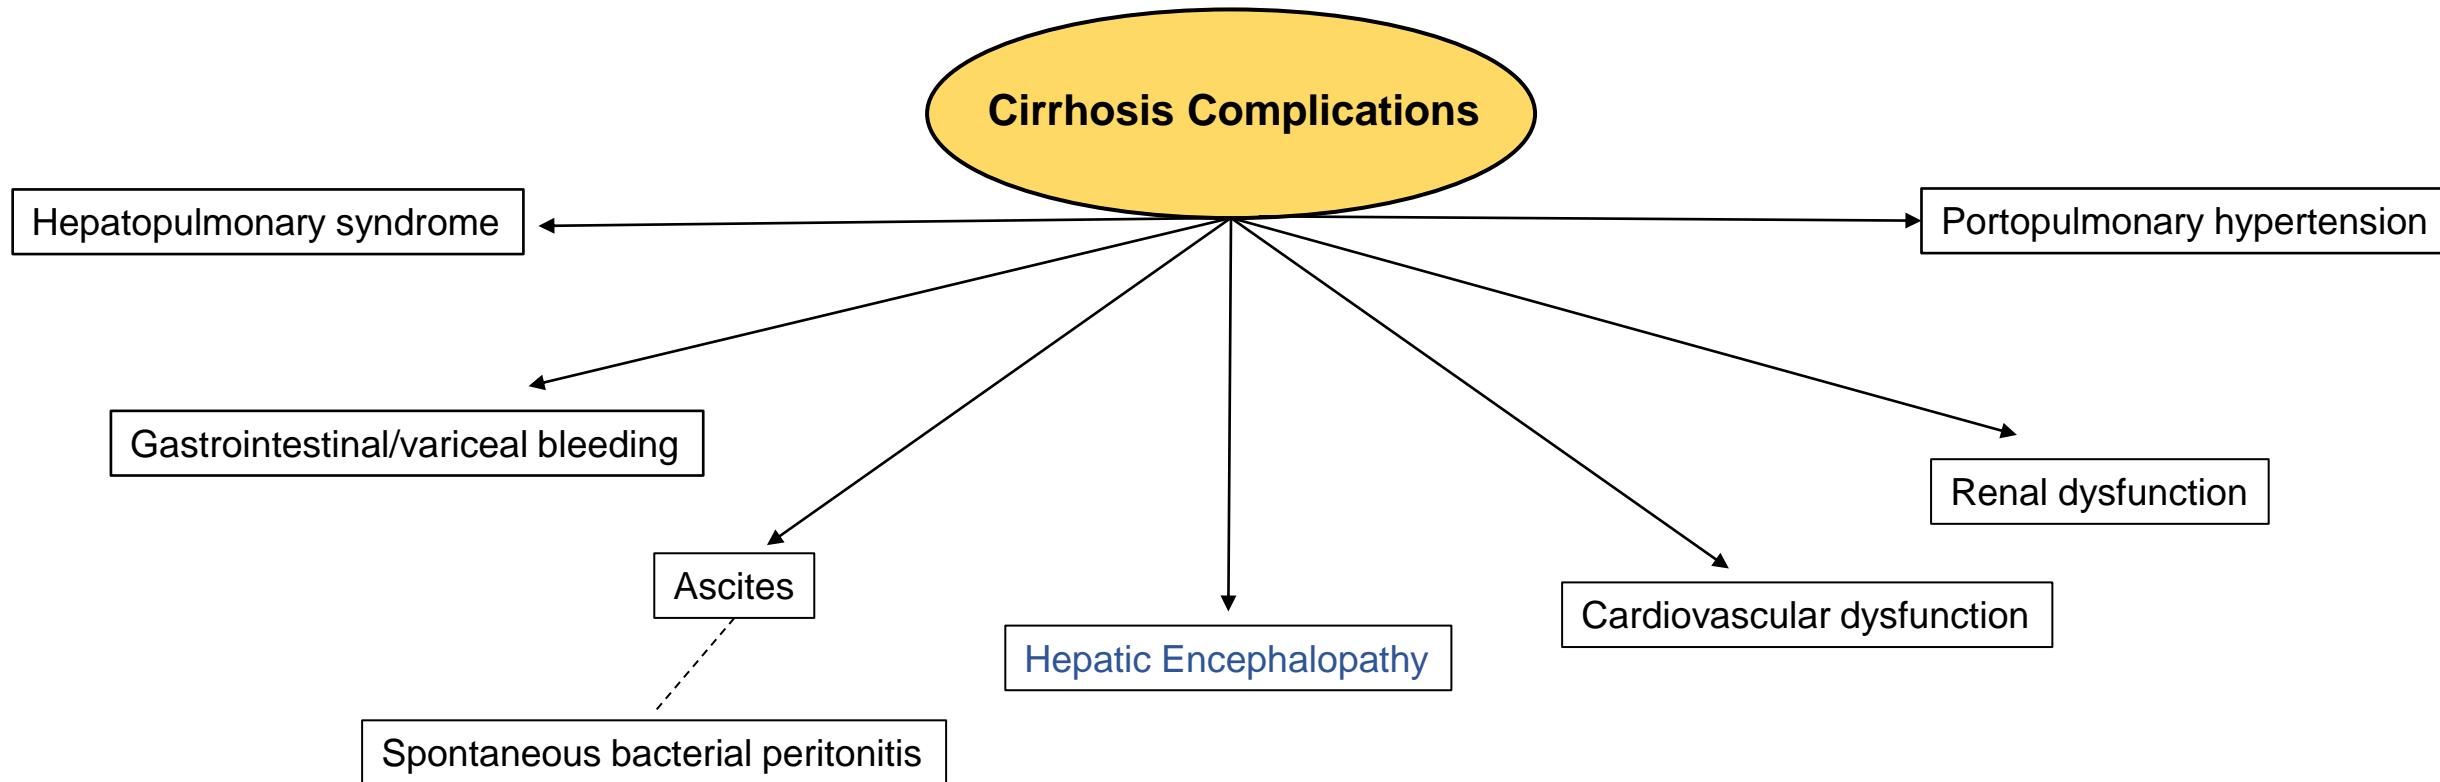 Cirrhosis Complications
Hepatopulmonary syndrome
Portopulmonary hypertension
Gastrointestinal/variceal bleeding
Renal dysfunction
Ascites
Cardiovascular dysfunction
Hepatic Encephalopathy
Spontaneous bacterial peritonitis